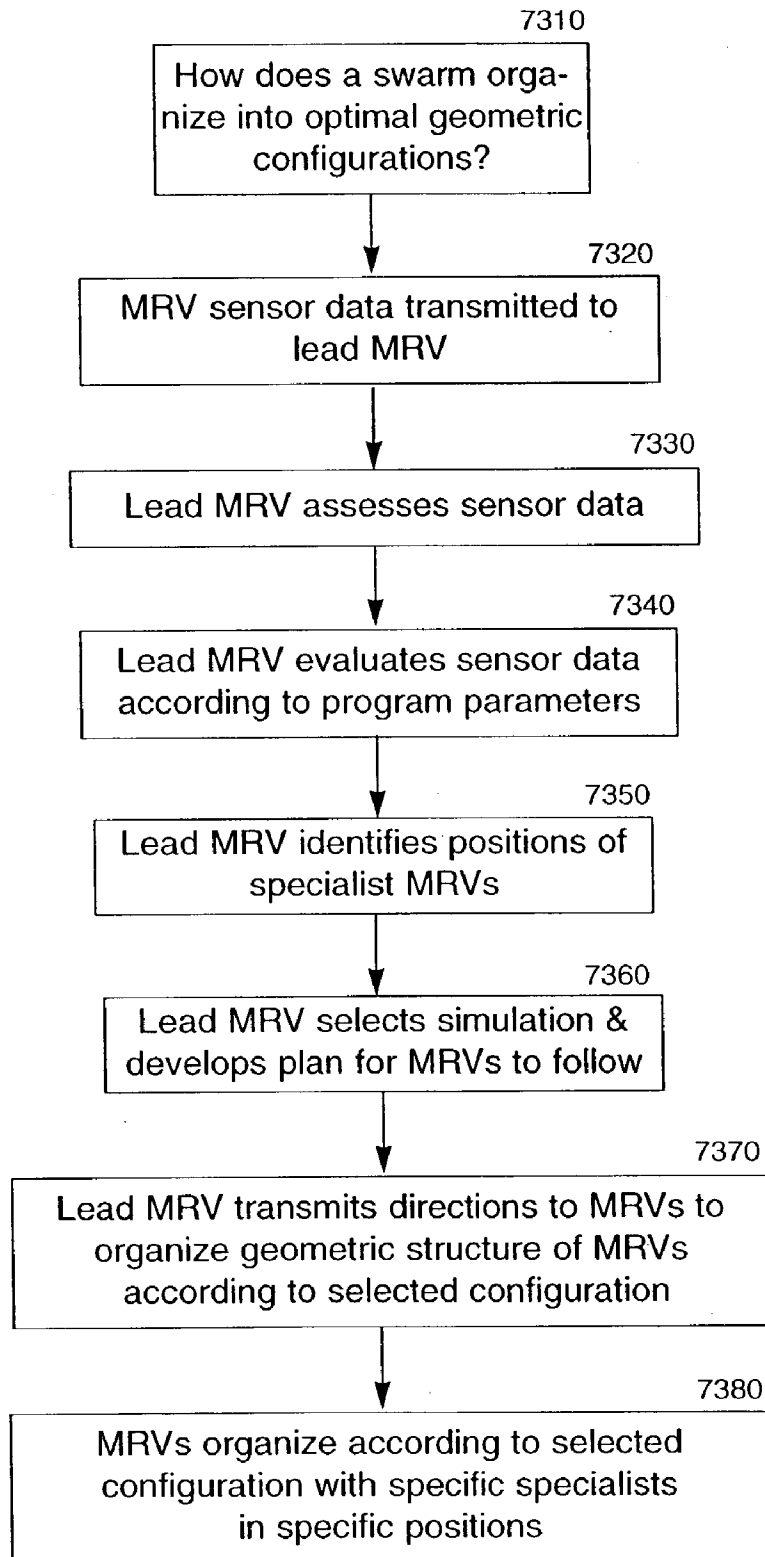 7310
How does a swarm orga-
nize into optimal geometric
configurations?
7320
MRV sensor data transmitted to
lead MRV
7330
Lead MRV assesses sensor data
7340
Lead MRV evaluates sensor data
according to program parameters
7350
Lead MRV identifies positions of
specialist MRVs
7360
Lead MRV selects simulation &
develops plan for MRVs to follow
7370
Lead MRV transmits directions to MRVs to
organize geometric structure of MRVs
according to selected configuration
7380
MRVs organize according to selected
configuration with specific specialists
in specific positions